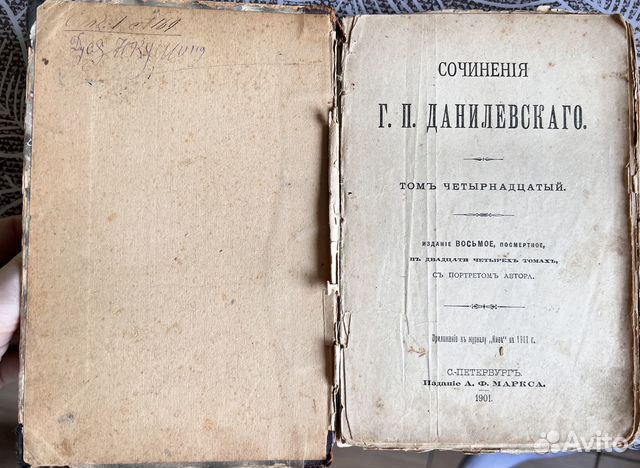 СОЧИНЕНІЯ
Г. П. ДАНИЛЕВСКАГО.
ТОМЪ ЧЕТЫРНАДЦАТЫЙ.
ИЗДАНІЕ ВОСЬМОЕ, ПОСМЕРТНОЕ,
ВЪ ДВАДЦАТИ ЧЕТЫРЕХЪ ТОМАХЪ,
СЪ ПОРТРЕТОМЪ АВТОРА.
Приложеніе къ журналу „Нива“ на 1901 г.
С.-ПЕТЕРБУРГЪ.
Изданіе А. Ф. МАРКСА.
1901.
Avito